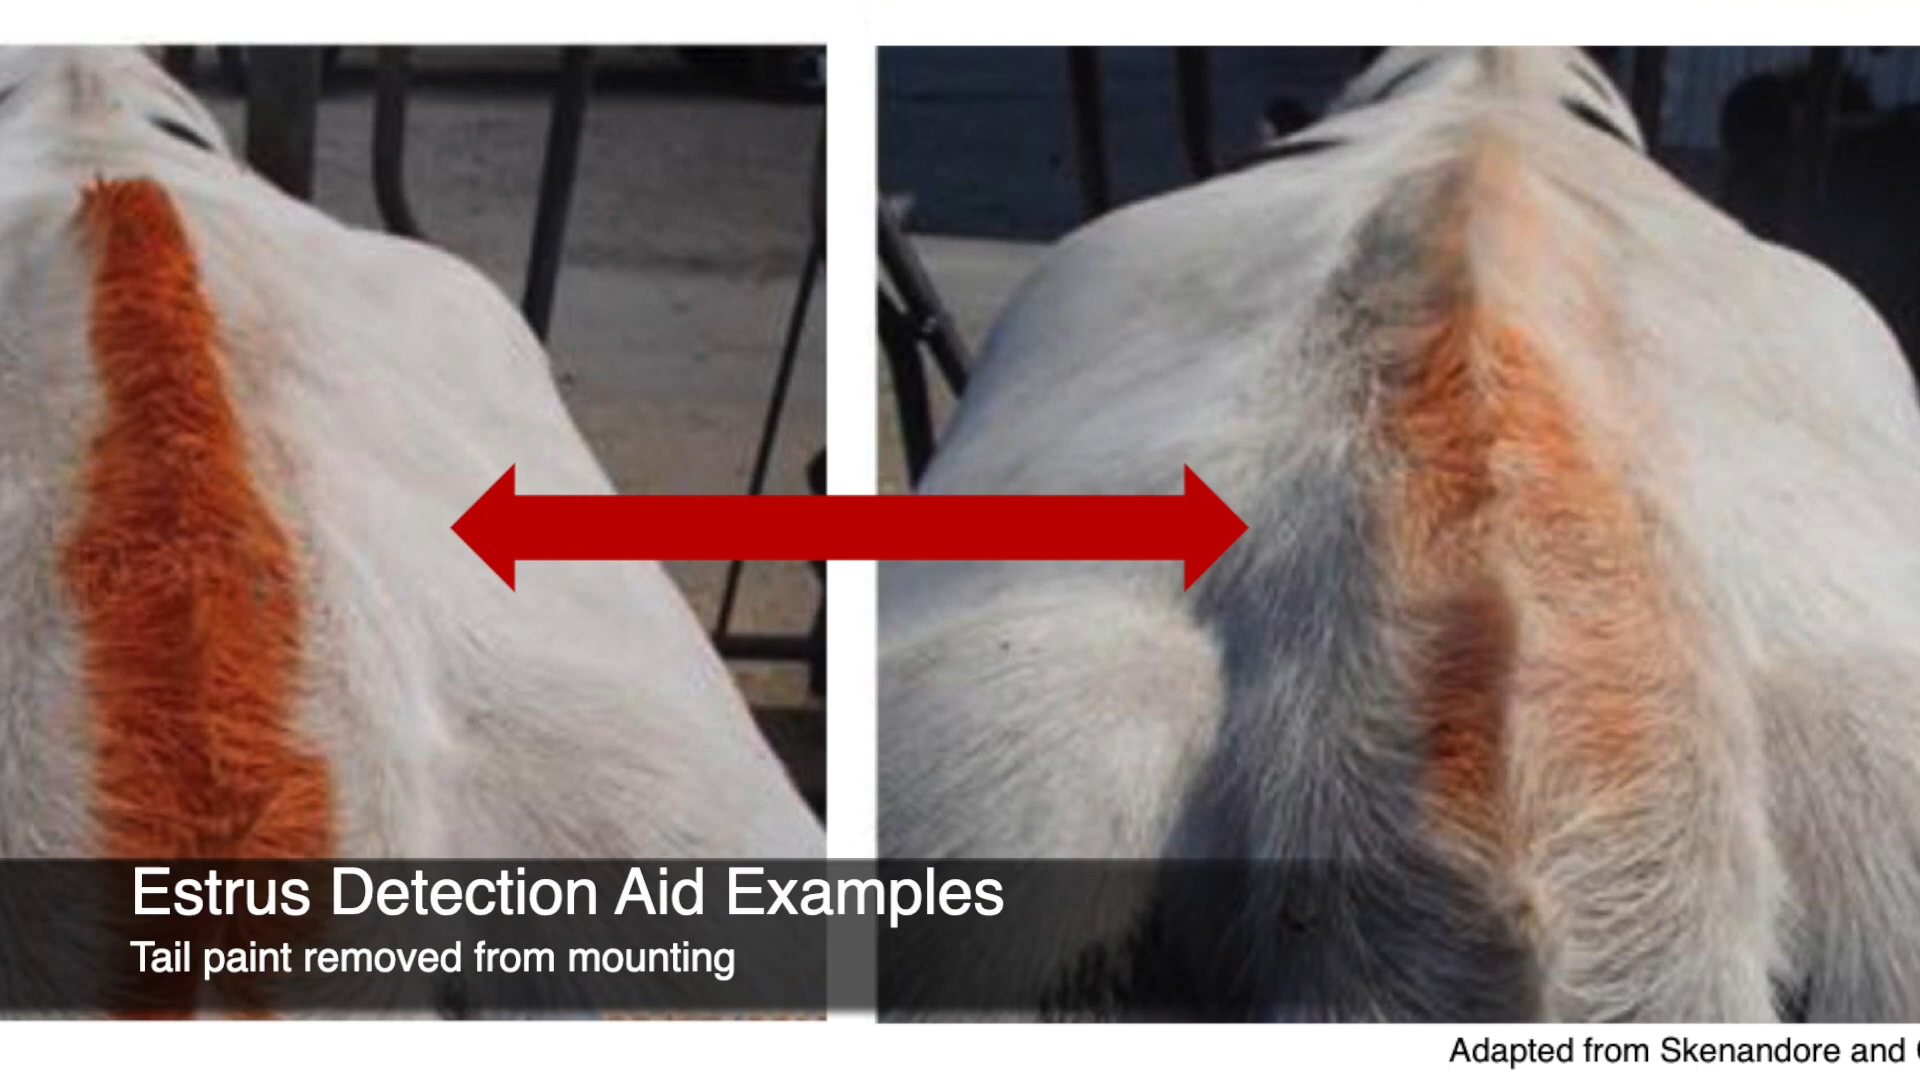 Estrus Detection Aid Examples
Tail paint removed from mounting
Adapted from Skenandore and